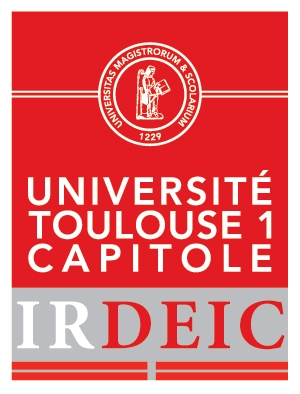 UNIVERSITAS MAGISTRORUM & SCOLARIUM
1229
UNIVERSITÉ
TOULOUSE 1
CAPITOLE
IRDEIC